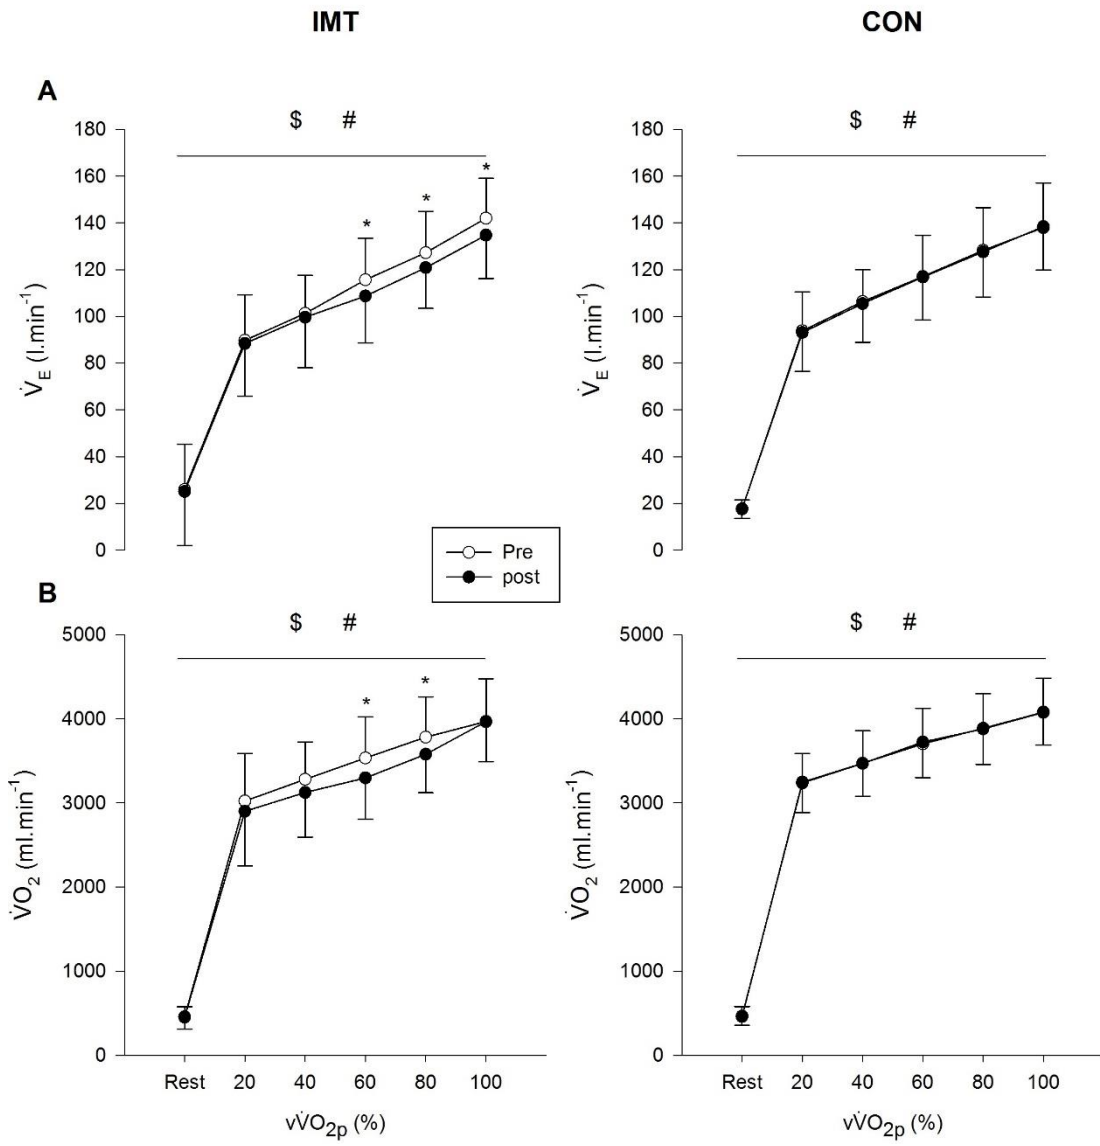 IMT
CON
A
$ #
$ #
180
160
140
120
100
80
60
40
20
0
V̇E (l.min-1)
* * *
180
160
140
120
100
80
60
40
20
0
V̇E (l.min-1)
Pre
post
B
$ #
$ #
5000
4000
3000
2000
1000
0
V̇O2 (ml.min-1)
* *
5000
4000
3000
2000
1000
0
V̇O2 (ml.min-1)
Rest 20 40 60 80 100
vV̇O2p (%)
Rest 20 40 60 80 100
vV̇O2p (%)